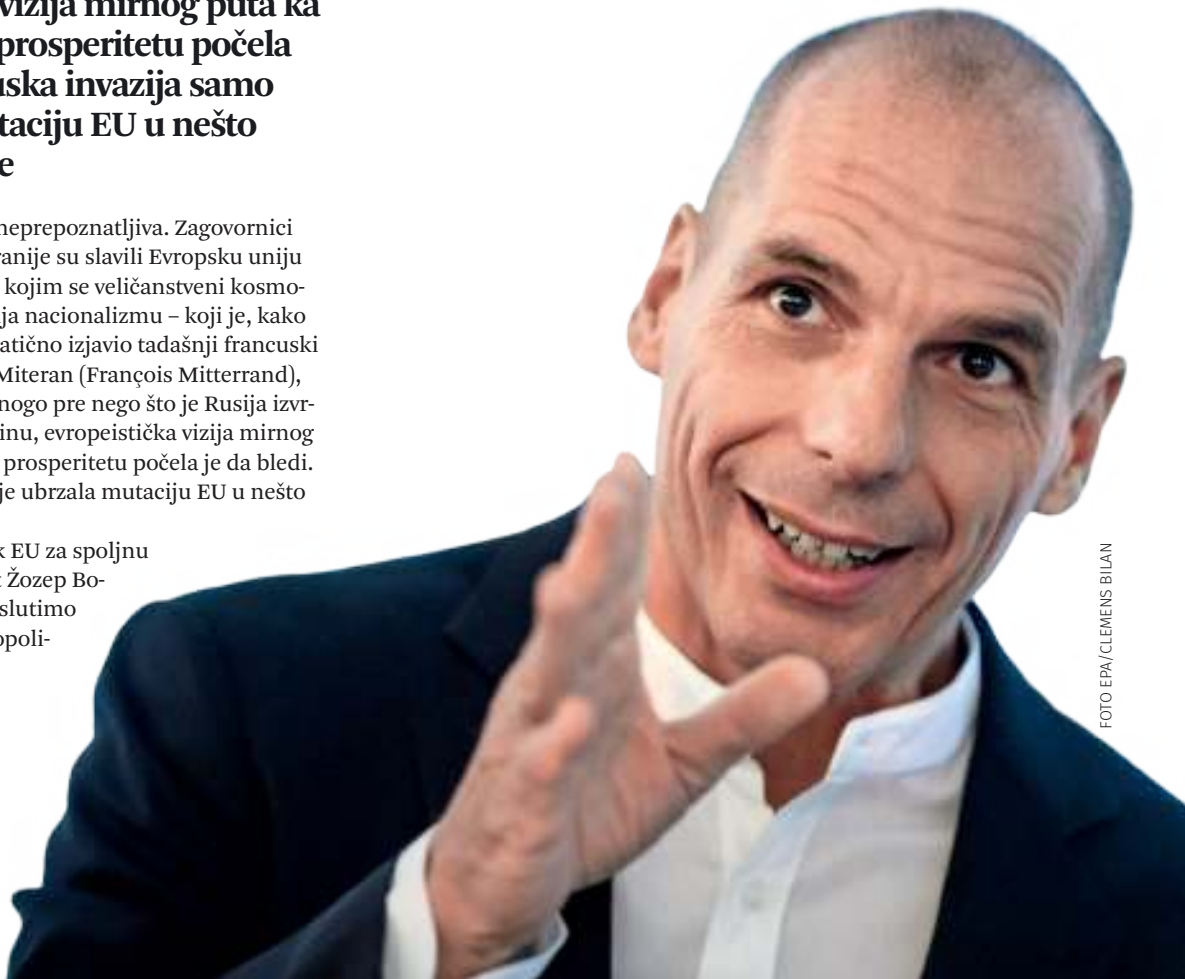 vizija mirnog puta ka
prosperitetu počela
uska invazija samo
taciju EU u nešto
e
neprepoznatljiva. Zagovornici
ranije su slavili Evropsku uniju
kojim se veličanstveni kosmo-
ja nacionalizmu – koji je, kako
atično izjavio tadašnji francuski
Miteran (François Mitterrand),
nogo pre nego što je Rusija izvr-
inu, evropeistička vizija mirnog
prosperitetu počela je da bledi.
je ubrzala mutaciju EU u nešto
k EU za spoljnu
t Žozep Bo-
slutimo
opoli-
FOTO EPA/CLEMENS BILAN